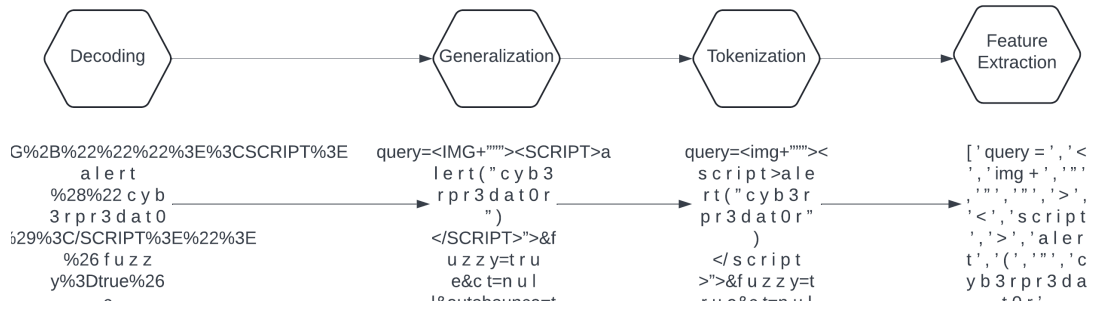 Decoding
Generalization
Tokenization
Feature
Extraction
G%2B%22%22%22%3E%3CSCRIPT%3E
a l e r t
%28%22 c y b
3 r p r 3 d a t 0
%29%3C/SCRIPT%3E%22%3E
%26 f u z z
y%3Dtrue%26
query=<IMG+”””><SCRIPT>a
l e r t ( ” c y b 3
r p r 3 d a t 0 r
” )
</SCRIPT>”>&f
u z z y=t r u
e&c t=n u l
l&autobounce=t
query=<img+”””><
s c r i p t >a l e
r t ( ” c y b 3 r
p r 3 d a t 0 r ”
)
</ s c r i p t
>”>&f u z z y=t
r u e&c t=n u l
[ ’ query = ’ , ’ <
’ , ’ img + ’ , ’ ” ’
, ’ ” ’ , ’ ” ’ , ’ > ’ ,
’ < ’ , ’ s c r i p t
’ , ’ > ’ , ’ a l e r
t ’ , ’ ( ’ , ’ ” ’ , ’ c
y b 3 r p r 3 d a
t 0 r ’